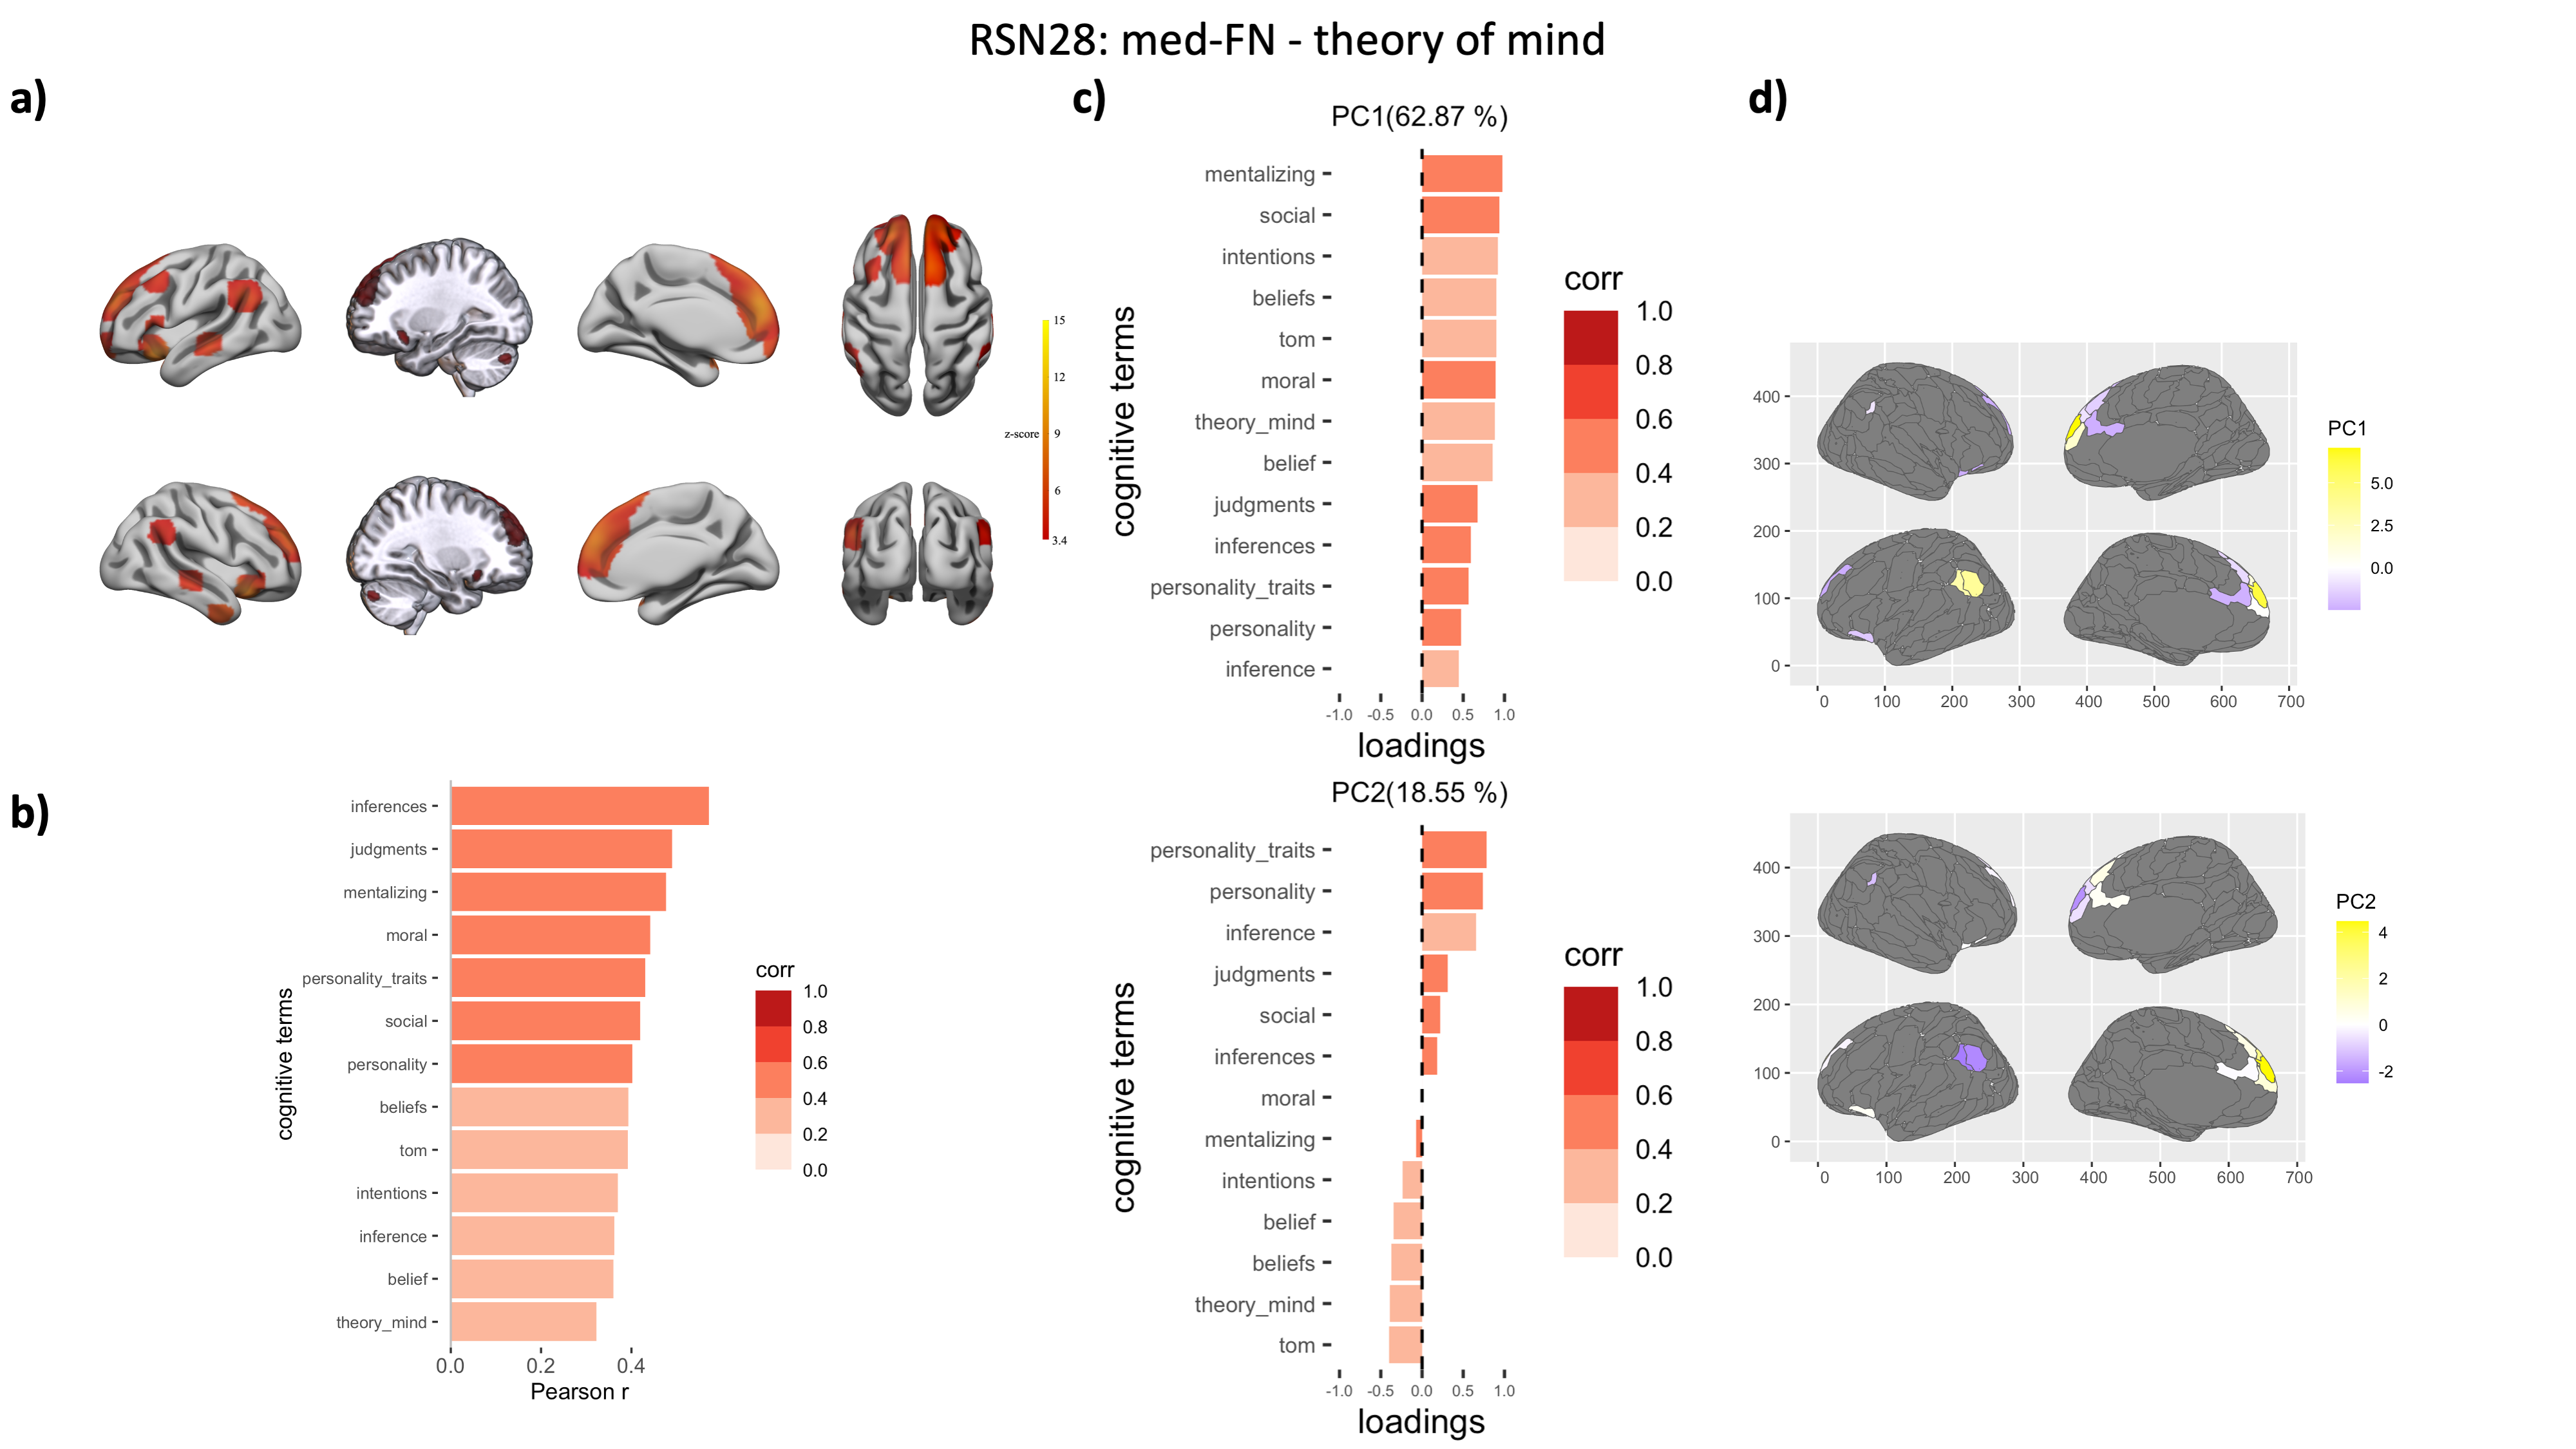 RSN28: med-FN - theory of mind
a)
z-score
15
12
9
6
3.4
b)
cognitive terms
inferences
judgments
mentalizing
moral
personality_traits
social
personality
beliefs
tom
intentions
inference
belief
theory_mind
0.0 0.2 0.4
Pearson r
corr
1.0
0.8
0.6
0.4
0.2
0.0
c)
PC1(62.87 %)
cognitive terms
mentalizing
social
intentions
beliefs
tom
moral
theory_mind
belief
judgments
inferences
personality_traits
personality
inference
-1.0 -0.5 0.0 0.5 1.0
loadings
corr
1.0
0.8
0.6
0.4
0.2
0.0
PC2(18.55 %)
cognitive terms
personality_traits
personality
inference
judgments
social
inferences
moral
mentalizing
intentions
belief
beliefs
theory_mind
tom
-1.0 -0.5 0.0 0.5 1.0
loadings
corr
1.0
0.8
0.6
0.4
0.2
0.0
d)
400
300
200
100
0
0 100 200 300 400 500 600 700
PC1
5.0
2.5
0.0
400
300
200
100
0
0 100 200 300 400 500 600 700
PC2
4
2
0
-2